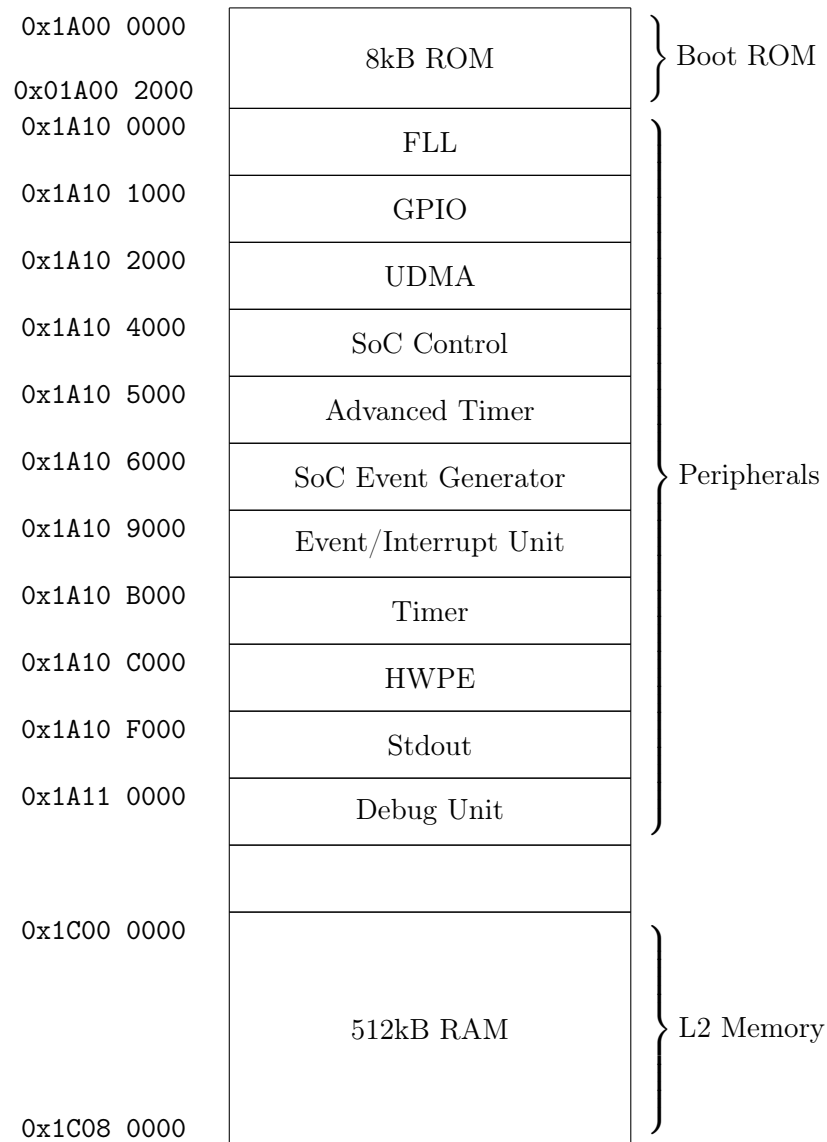 0x1A00 0000
8kB ROM
Boot ROM
0x01A00 2000
0x1A10 0000
FLL
0x1A10 1000
GPIO
0x1A10 2000
UDMA
0x1A10 4000
SoC Control
0x1A10 5000
Advanced Timer
0x1A10 6000
SoC Event Generator
Peripherals
0x1A10 9000
Event/Interrupt Unit
0x1A10 B000
Timer
0x1A10 C000
HWPE
0x1A10 F000
Stdout
0x1A11 0000
Debug Unit
0x1C00 0000
512kB RAM
L2 Memory
0x1C08 0000